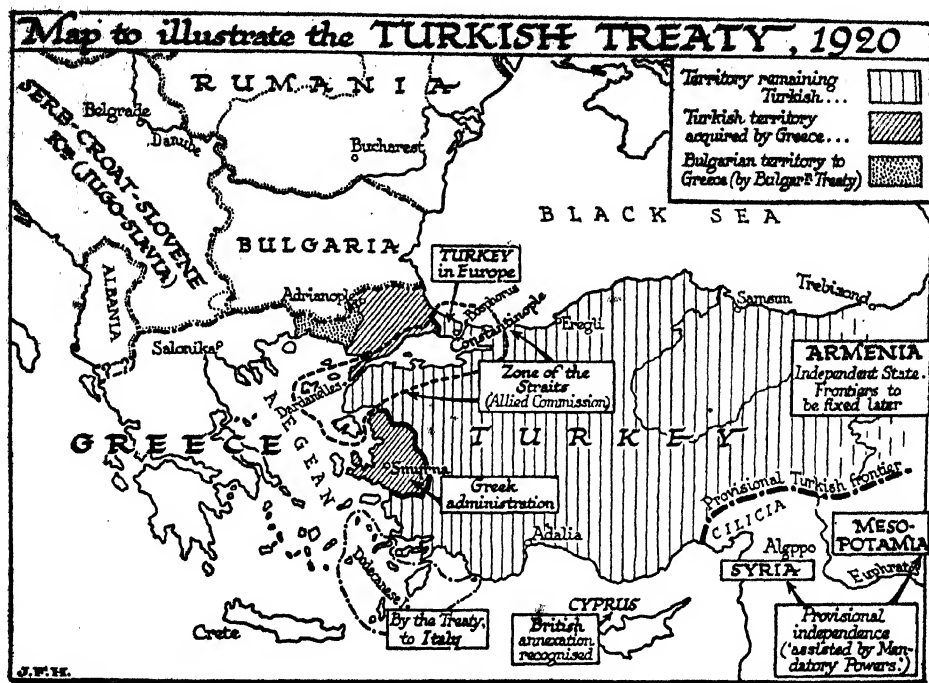 Map to illustrate the TURKISH TREATY, 1920
Territory remaining
Turkish...
Turkish territory
acquired by Greece...
Bulgarian territory to
Greece (by Bulgarn. Treaty)
RUMANIA
SERB-CROAT-SLOVENE
Km. (JUGO-SLAVIA)
Belgrade
Danube
Bucharest
BLACK SEA
BULGARIA
TURKEY
in Europe
ALBANIA
Adrianople
Bosphorus
Constantinople
Eregli
Samsun
Trebizond
Salonika
Dardanelles
Zone of the
Straits
(Allied Commission)
ARMENIA
Independent State.
Frontiers to
be fixed later
GREECE
AEGEAN
TURKEY
Smyrna
Greek
administration
Provisional Turkish frontier
CILICIA
Adalia
Aleppo
MESO-
POTAMIA
SYRIA
Euphrates
Dodecanese
By the Treaty,
to Italy
Crete
CYPRUS
British
annexation
recognised
Provisional
independence
('assisted by Man-
datory Powers.')
J.F.H.